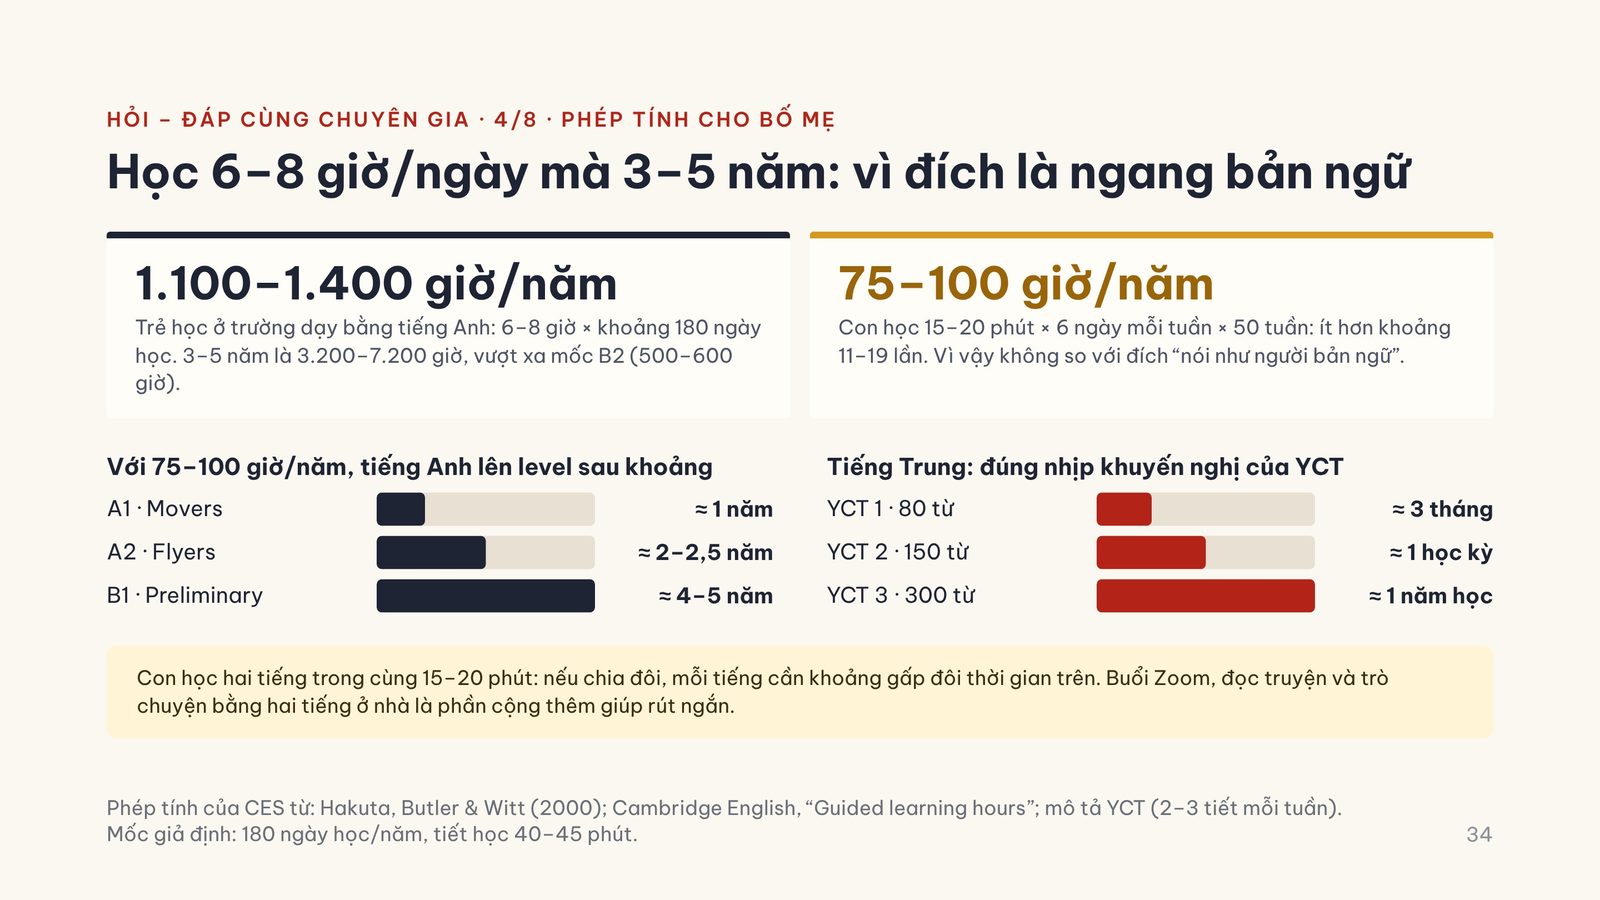 HỎI – ĐÁP CÙNG CHUYÊN GIA · 4/8 · PHÉP TÍNH CHO BỐ MẸ
Học 6–8 giờ/ngày mà 3–5 năm: vì đích là ngang bản ngữ
1.100–1.400 giờ/năm
Trẻ học ở trường dạy bằng tiếng Anh: 6–8 giờ × khoảng 180 ngày
học. 3–5 năm là 3.200–7.200 giờ, vượt xa mốc B2 (500–600
giờ).
75–100 giờ/năm
Con học 15–20 phút × 6 ngày mỗi tuần × 50 tuần: ít hơn khoảng
11–19 lần. Vì vậy không so với đích “nói như người bản ngữ”.
Với 75–100 giờ/năm, tiếng Anh lên level sau khoảng
A1 · Movers ≈ 1 năm
A2 · Flyers ≈ 2–2,5 năm
B1 · Preliminary ≈ 4–5 năm
Tiếng Trung: đúng nhịp khuyến nghị của YCT
YCT 1 · 80 từ ≈ 3 tháng
YCT 2 · 150 từ ≈ 1 học kỳ
YCT 3 · 300 từ ≈ 1 năm học
Con học hai tiếng trong cùng 15–20 phút: nếu chia đôi, mỗi tiếng cần khoảng gấp đôi thời gian trên. Buổi Zoom, đọc truyện và trò
chuyện bằng hai tiếng ở nhà là phần cộng thêm giúp rút ngắn.
Phép tính của CES từ: Hakuta, Butler & Witt (2000); Cambridge English, “Guided learning hours”; mô tả YCT (2–3 tiết mỗi tuần).
Mốc giả định: 180 ngày học/năm, tiết học 40–45 phút.
34